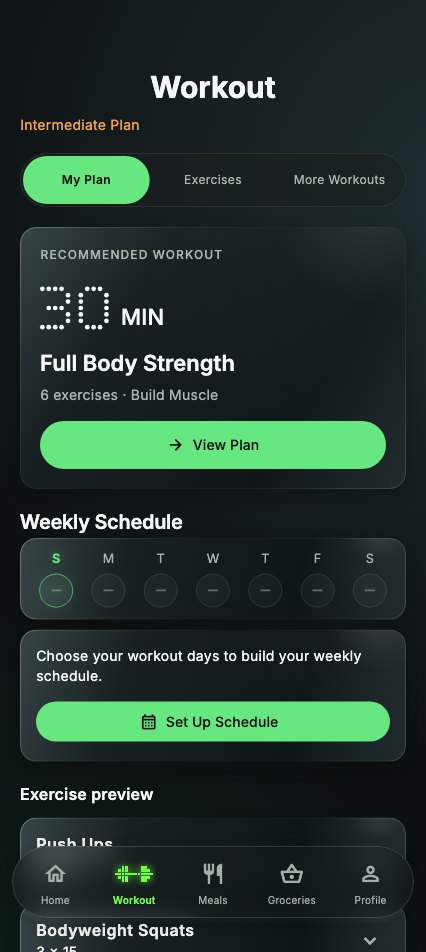 Workout
Intermediate Plan
My Plan Exercises More Workouts
RECOMMENDED WORKOUT
30 MIN
Full Body Strength
6 exercises · Build Muscle
→ View Plan
Weekly Schedule
S M T W T F S
– – – – – – –
Choose your workout days to build your weekly
schedule.
Set Up Schedule
Exercise preview
Push Ups
Home Workout Meals Groceries Profile
Bodyweight Squats
3 × 15